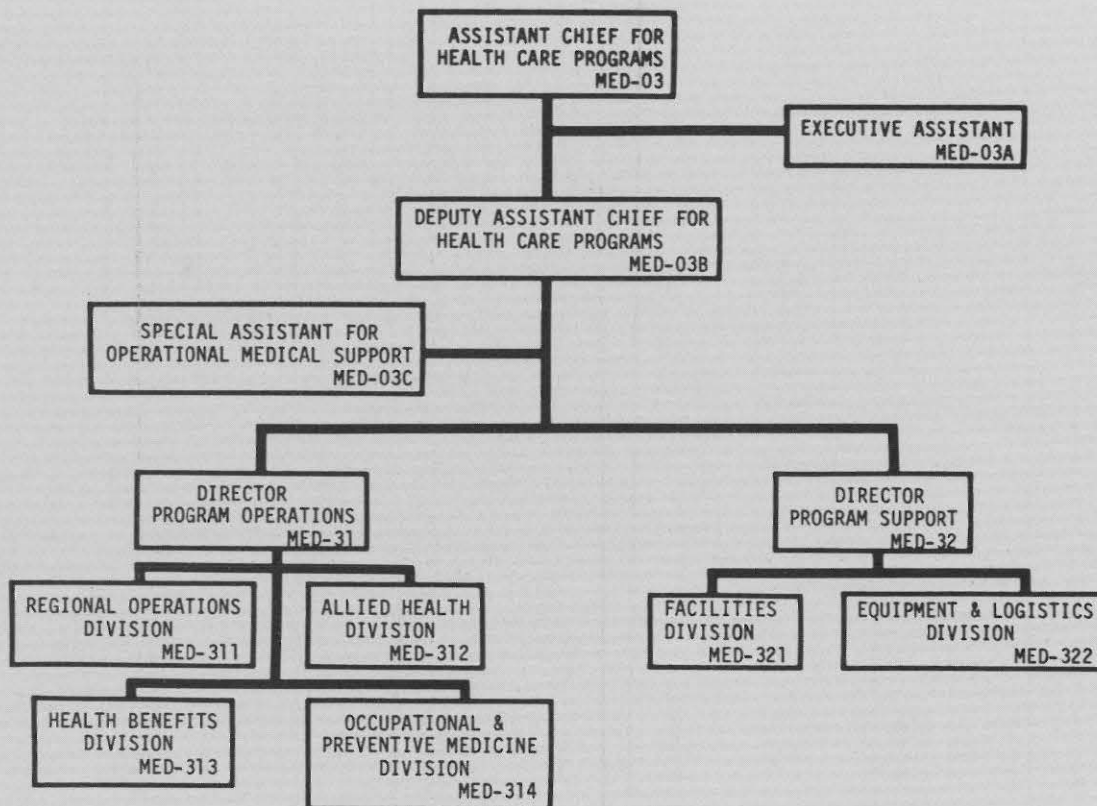 ASSISTANT CHIEF FOR
HEALTH CARE PROGRAMS
MED-03
EXECUTIVE ASSISTANT
MED-03A
DEPUTY ASSISTANT CHIEF FOR
HEALTH CARE PROGRAMS
MED-03B
SPECIAL ASSISTANT FOR
OPERATIONAL MEDICAL SUPPORT
MED-03C
DIRECTOR
PROGRAM OPERATIONS
MED-31
DIRECTOR
PROGRAM SUPPORT
MED-32
REGIONAL OPERATIONS
DIVISION
MED-311
ALLIED HEALTH
DIVISION
MED-312
FACILITIES
DIVISION
MED-321
EQUIPMENT & LOGISTICS
DIVISION
MED-322
HEALTH BENEFITS
DIVISION
MED-313
OCCUPATIONAL &
PREVENTIVE MEDICINE
DIVISION
MED-314